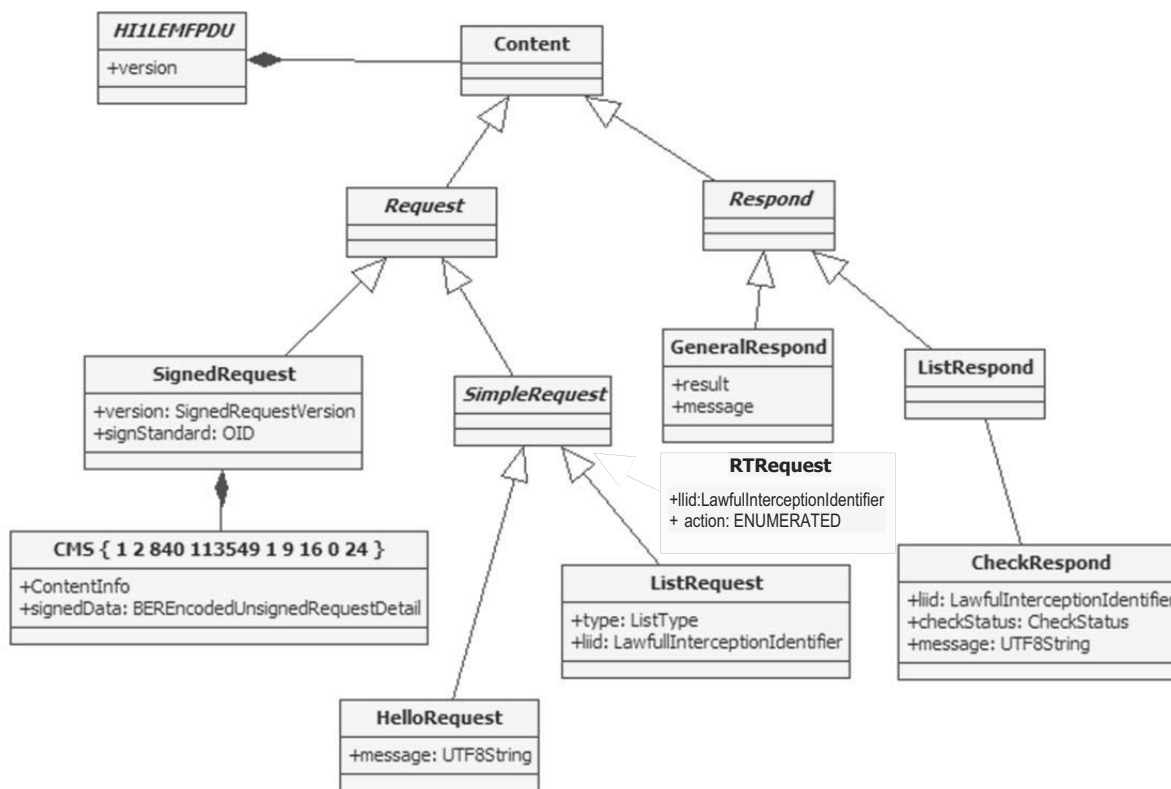 HI1LEMFPDU
+version
Content
Request
Respond
SignedRequest
+version: SignedRequestVersion
+signStandard: OID
SimpleRequest
GeneralRespond
+result
+message
ListRespond
RTRequest
+llid:LawfulInterceptionIdentifier
+ action: ENUMERATED
CMS { 1 2 840 113549 1 9 16 0 24 }
+ContentInfo
+signedData: BEREncodedUnsignedRequestDetail
ListRequest
+type: ListType
+liid: LawfullInterceptionIdentifier
CheckRespond
+liid: LawfulInterceptionIdentifier
+checkStatus: CheckStatus
+message: UTF8String
HelloRequest
+message: UTF8String